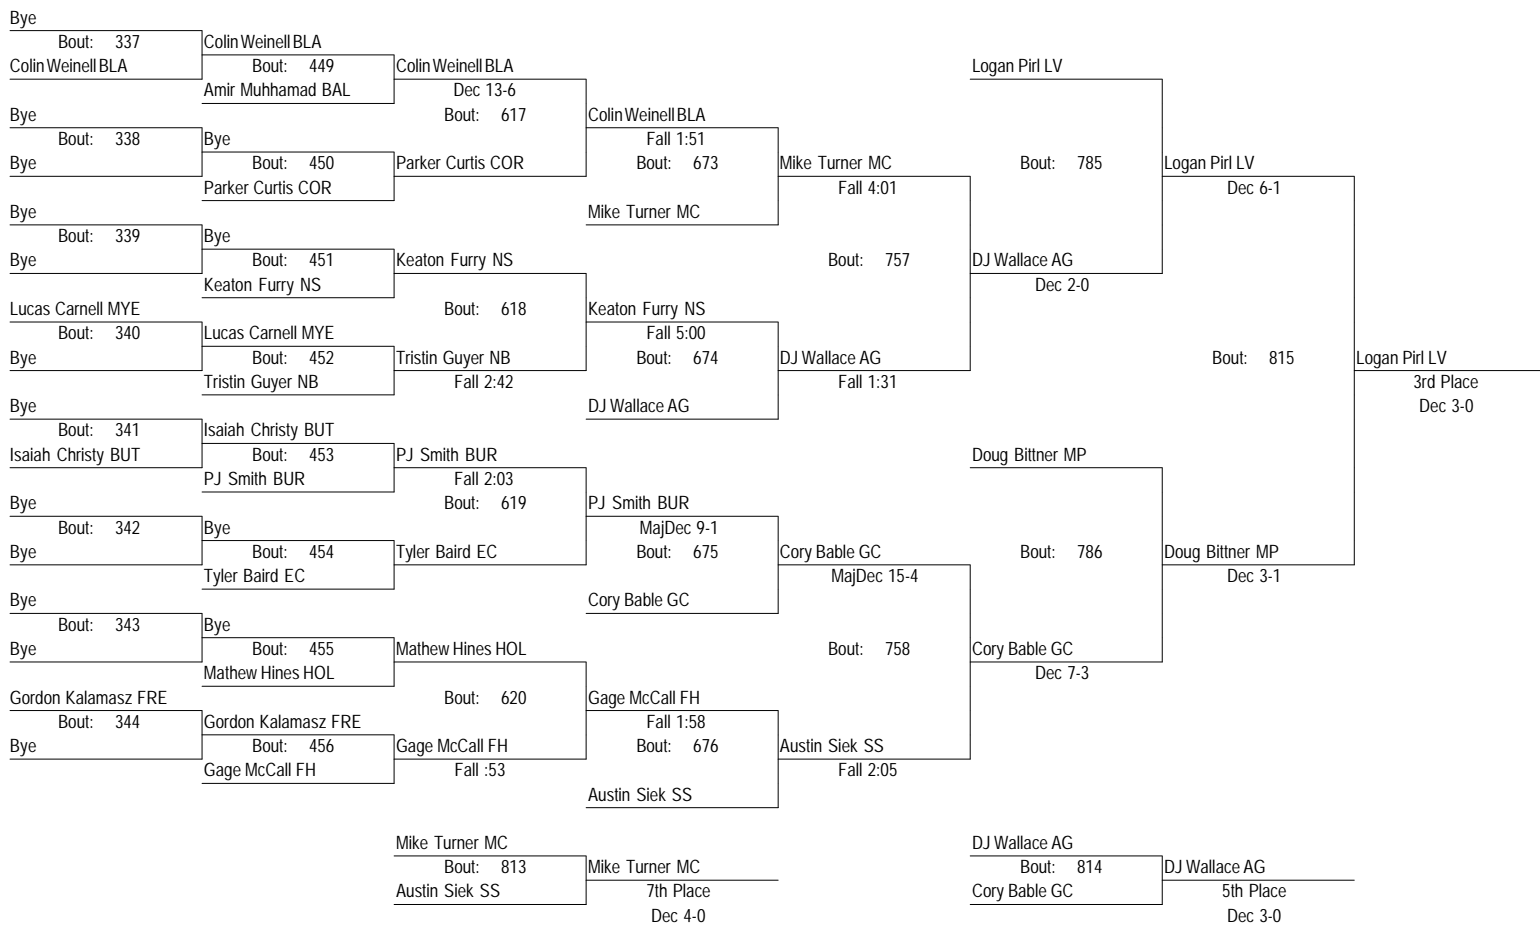 Bye
Bout: 337
Colin Weinell BLA
Colin Weinell BLA
Bout: 449
Amir Muhhamad BAL
Colin Weinell BLA
Dec 13-6
Bout: 617
Bye
Bout: 338
Bye
Bye
Bout: 450
Parker Curtis COR
Parker Curtis COR
Colin Weinell BLA
Fall 1:51
Bout: 673
Mike Turner MC
Mike Turner MC
Fall 4:01
Bye
Bout: 339
Bye
Bye
Bout: 451
Keaton Furry NS
Keaton Furry NS
Bout: 618
Lucas Carnell MYE
Bout: 340
Bye
Lucas Carnell MYE
Bout: 452
Tristin Guyer NB
Tristin Guyer NB
Fall 2:42
Keaton Furry NS
Fall 5:00
Bout: 674
DJ Wallace AG
DJ Wallace AG
Fall 1:31
Bout: 757
Logan Pirl LV
Bout: 785
DJ Wallace AG
Dec 2-0
Logan Pirl LV
Dec 6-1
Bye
Bout: 341
Isaiah Christy BUT
Isaiah Christy BUT
Bout: 453
PJ Smith BUR
PJ Smith BUR
Fall 2:03
Bout: 619
Bye
Bout: 342
Bye
Bye
Bout: 454
Tyler Baird EC
Tyler Baird EC
PJ Smith BUR
MajDec 9-1
Bout: 675
Cory Bable GC
Cory Bable GC
MajDec 15-4
Bye
Bout: 343
Bye
Bye
Bout: 455
Mathew Hines HOL
Mathew Hines HOL
Bout: 620
Gordon Kalamasz FRE
Bout: 344
Bye
Gordon Kalamasz FRE
Bout: 456
Gage McCall FH
Gage McCall FH
Fall :53
Gage McCall FH
Fall 1:58
Bout: 676
Austin Siek SS
Austin Siek SS
Fall 2:05
Bout: 758
Doug Bittner MP
Bout: 786
Cory Bable GC
Dec 7-3
Doug Bittner MP
Dec 3-1
Bout: 815
Logan Pirl LV
3rd Place
Dec 3-0
Mike Turner MC
Bout: 813
Austin Siek SS
Mike Turner MC
7th Place
Dec 4-0
DJ Wallace AG
Bout: 814
Cory Bable GC
DJ Wallace AG
5th Place
Dec 3-0